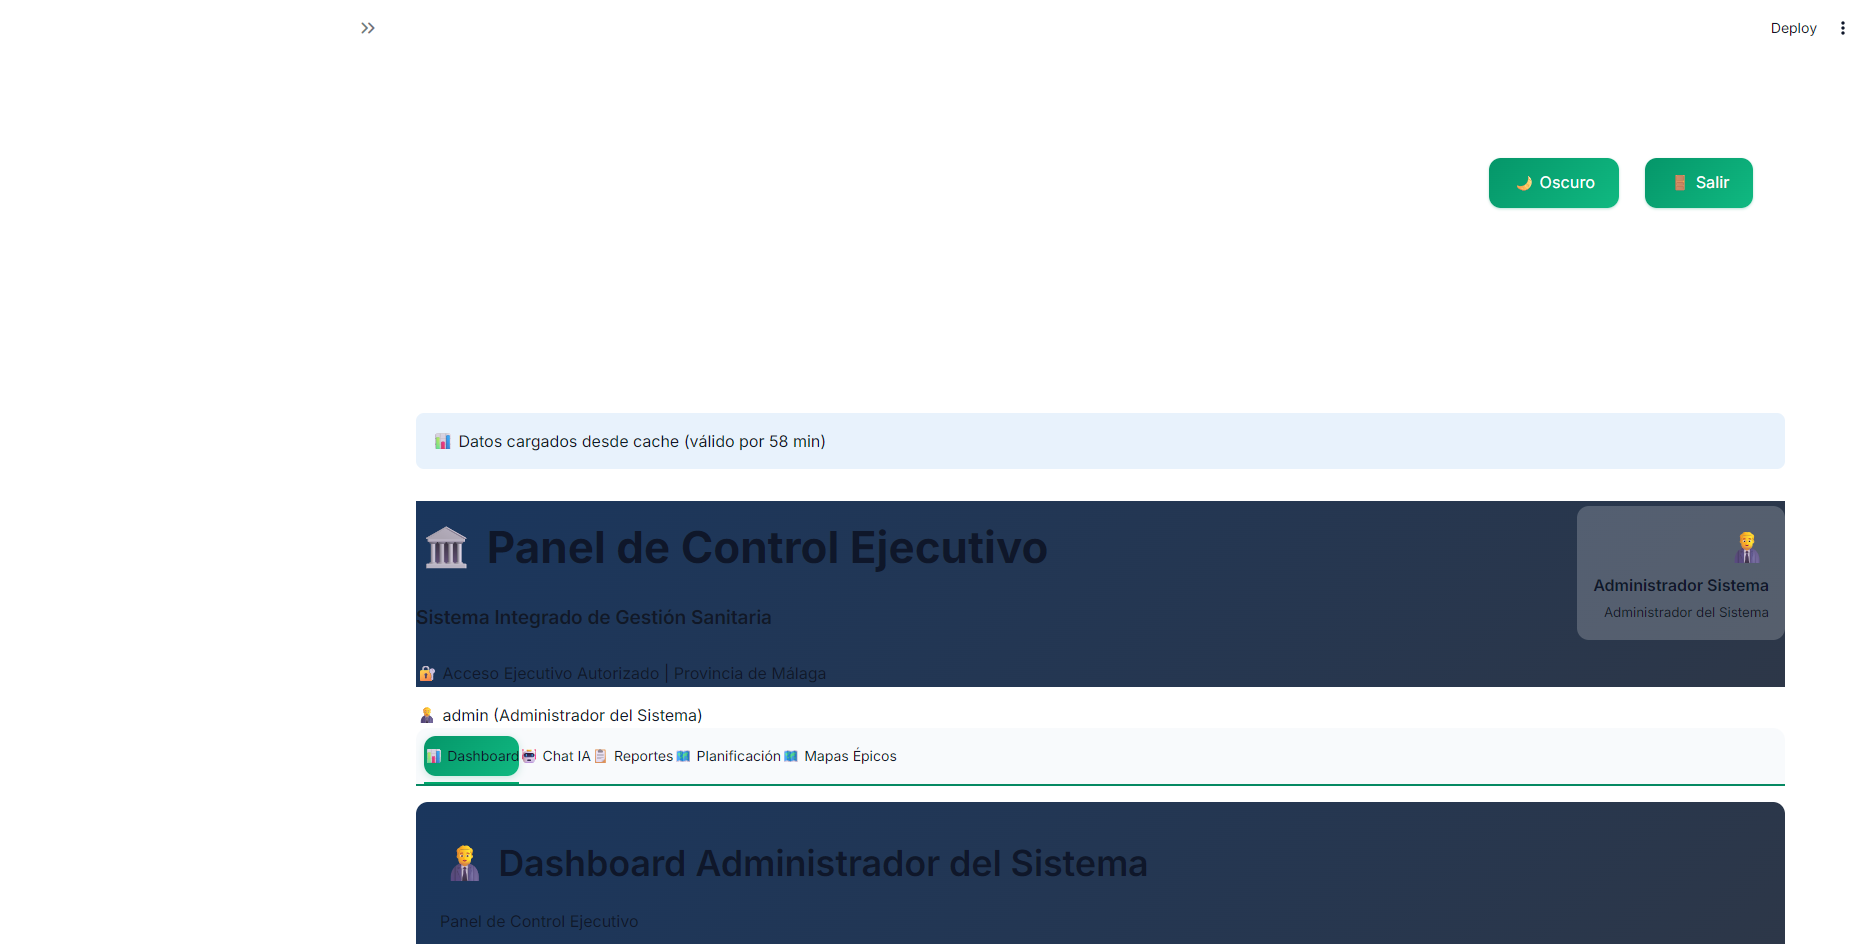 Deploy
🌙 Oscuro
🚪 Salir
📊 Datos cargados desde cache (válido por 58 min)
🏛️ Panel de Control Ejecutivo
Sistema Integrado de Gestión Sanitaria
🔐 Acceso Ejecutivo Autorizado | Provincia de Málaga
👨‍💼
Administrador Sistema
Administrador del Sistema
👨‍💼 admin (Administrador del Sistema)
📊 Dashboard 🤖 Chat IA 📋 Reportes 🗺️ Planificación 🗺️ Mapas Épicos
👨‍💼 Dashboard Administrador del Sistema
Panel de Control Ejecutivo